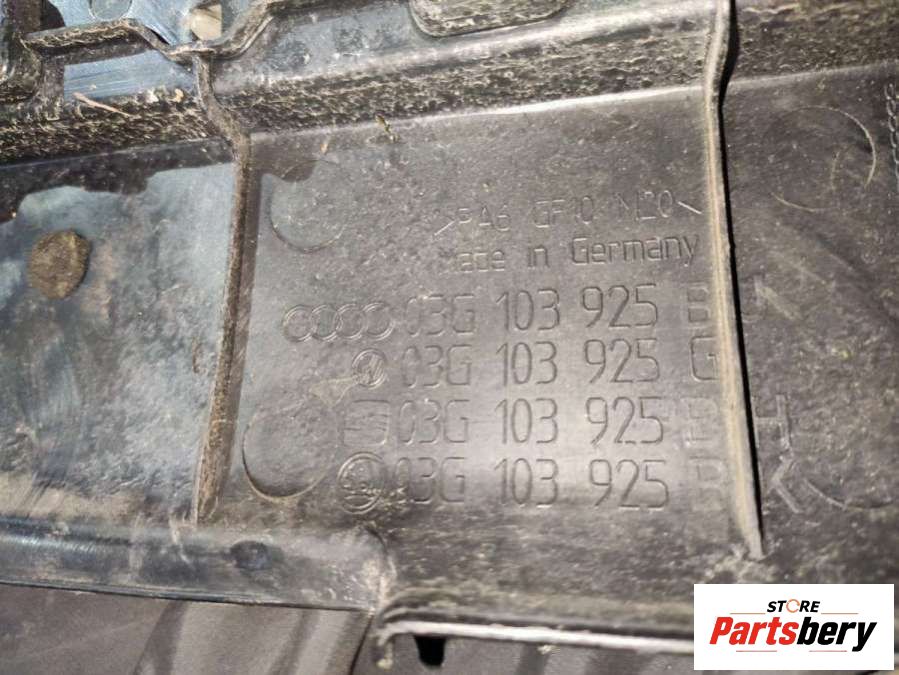 >PA6 GF10 M20<
Made in Germany
03G 103 925 B J
03G 103 925 G
03G 103 925 B H
03G 103 925 B K
STORE
Partsbery